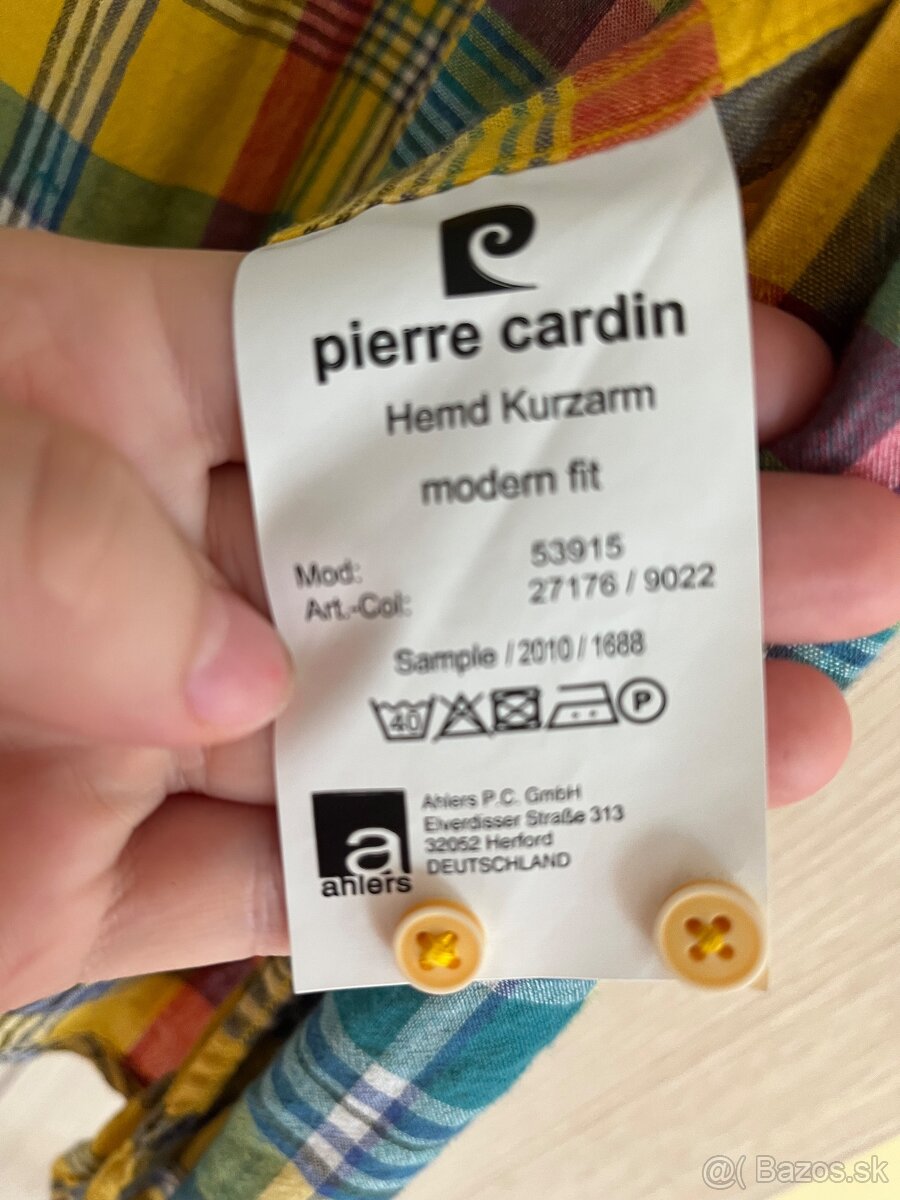 pierre cardin
Hemd Kurzarm
modern fit
Mod: 53915
Art.-Col: 27176 / 9022
Sample / 2010 / 1688
40 P
a
ahlers
Ahlers P.C. GmbH
Elverdisser Straße 313
32052 Herford
DEUTSCHLAND
@( Bazos.sk